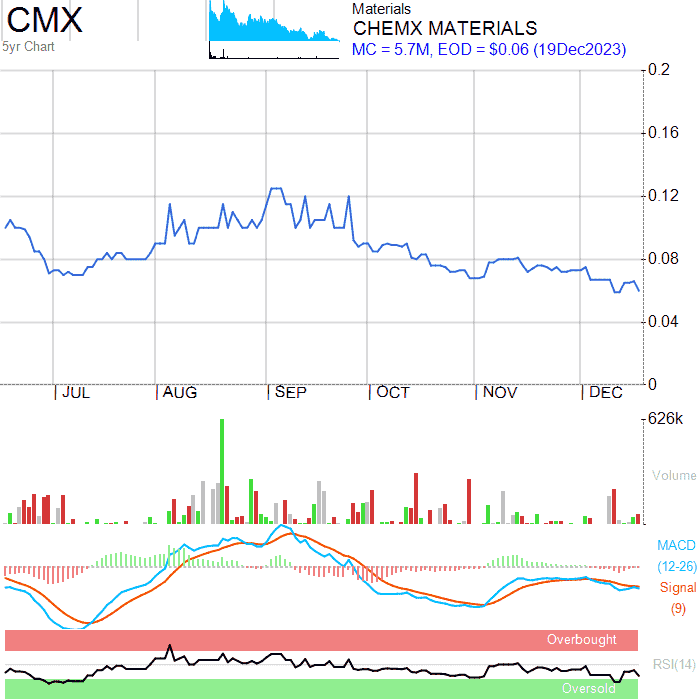 CMX
5yr Chart
Materials
CHEMX MATERIALS
MC = 5.7M, EOD = $0.06 (19Dec2023)
0.2
0.16
0.12
0.08
0.04
0
JUL AUG SEP OCT NOV DEC
626k
Volume
MACD
(12-26)
Signal
(9)
Overbought
RSI(14)
Oversold